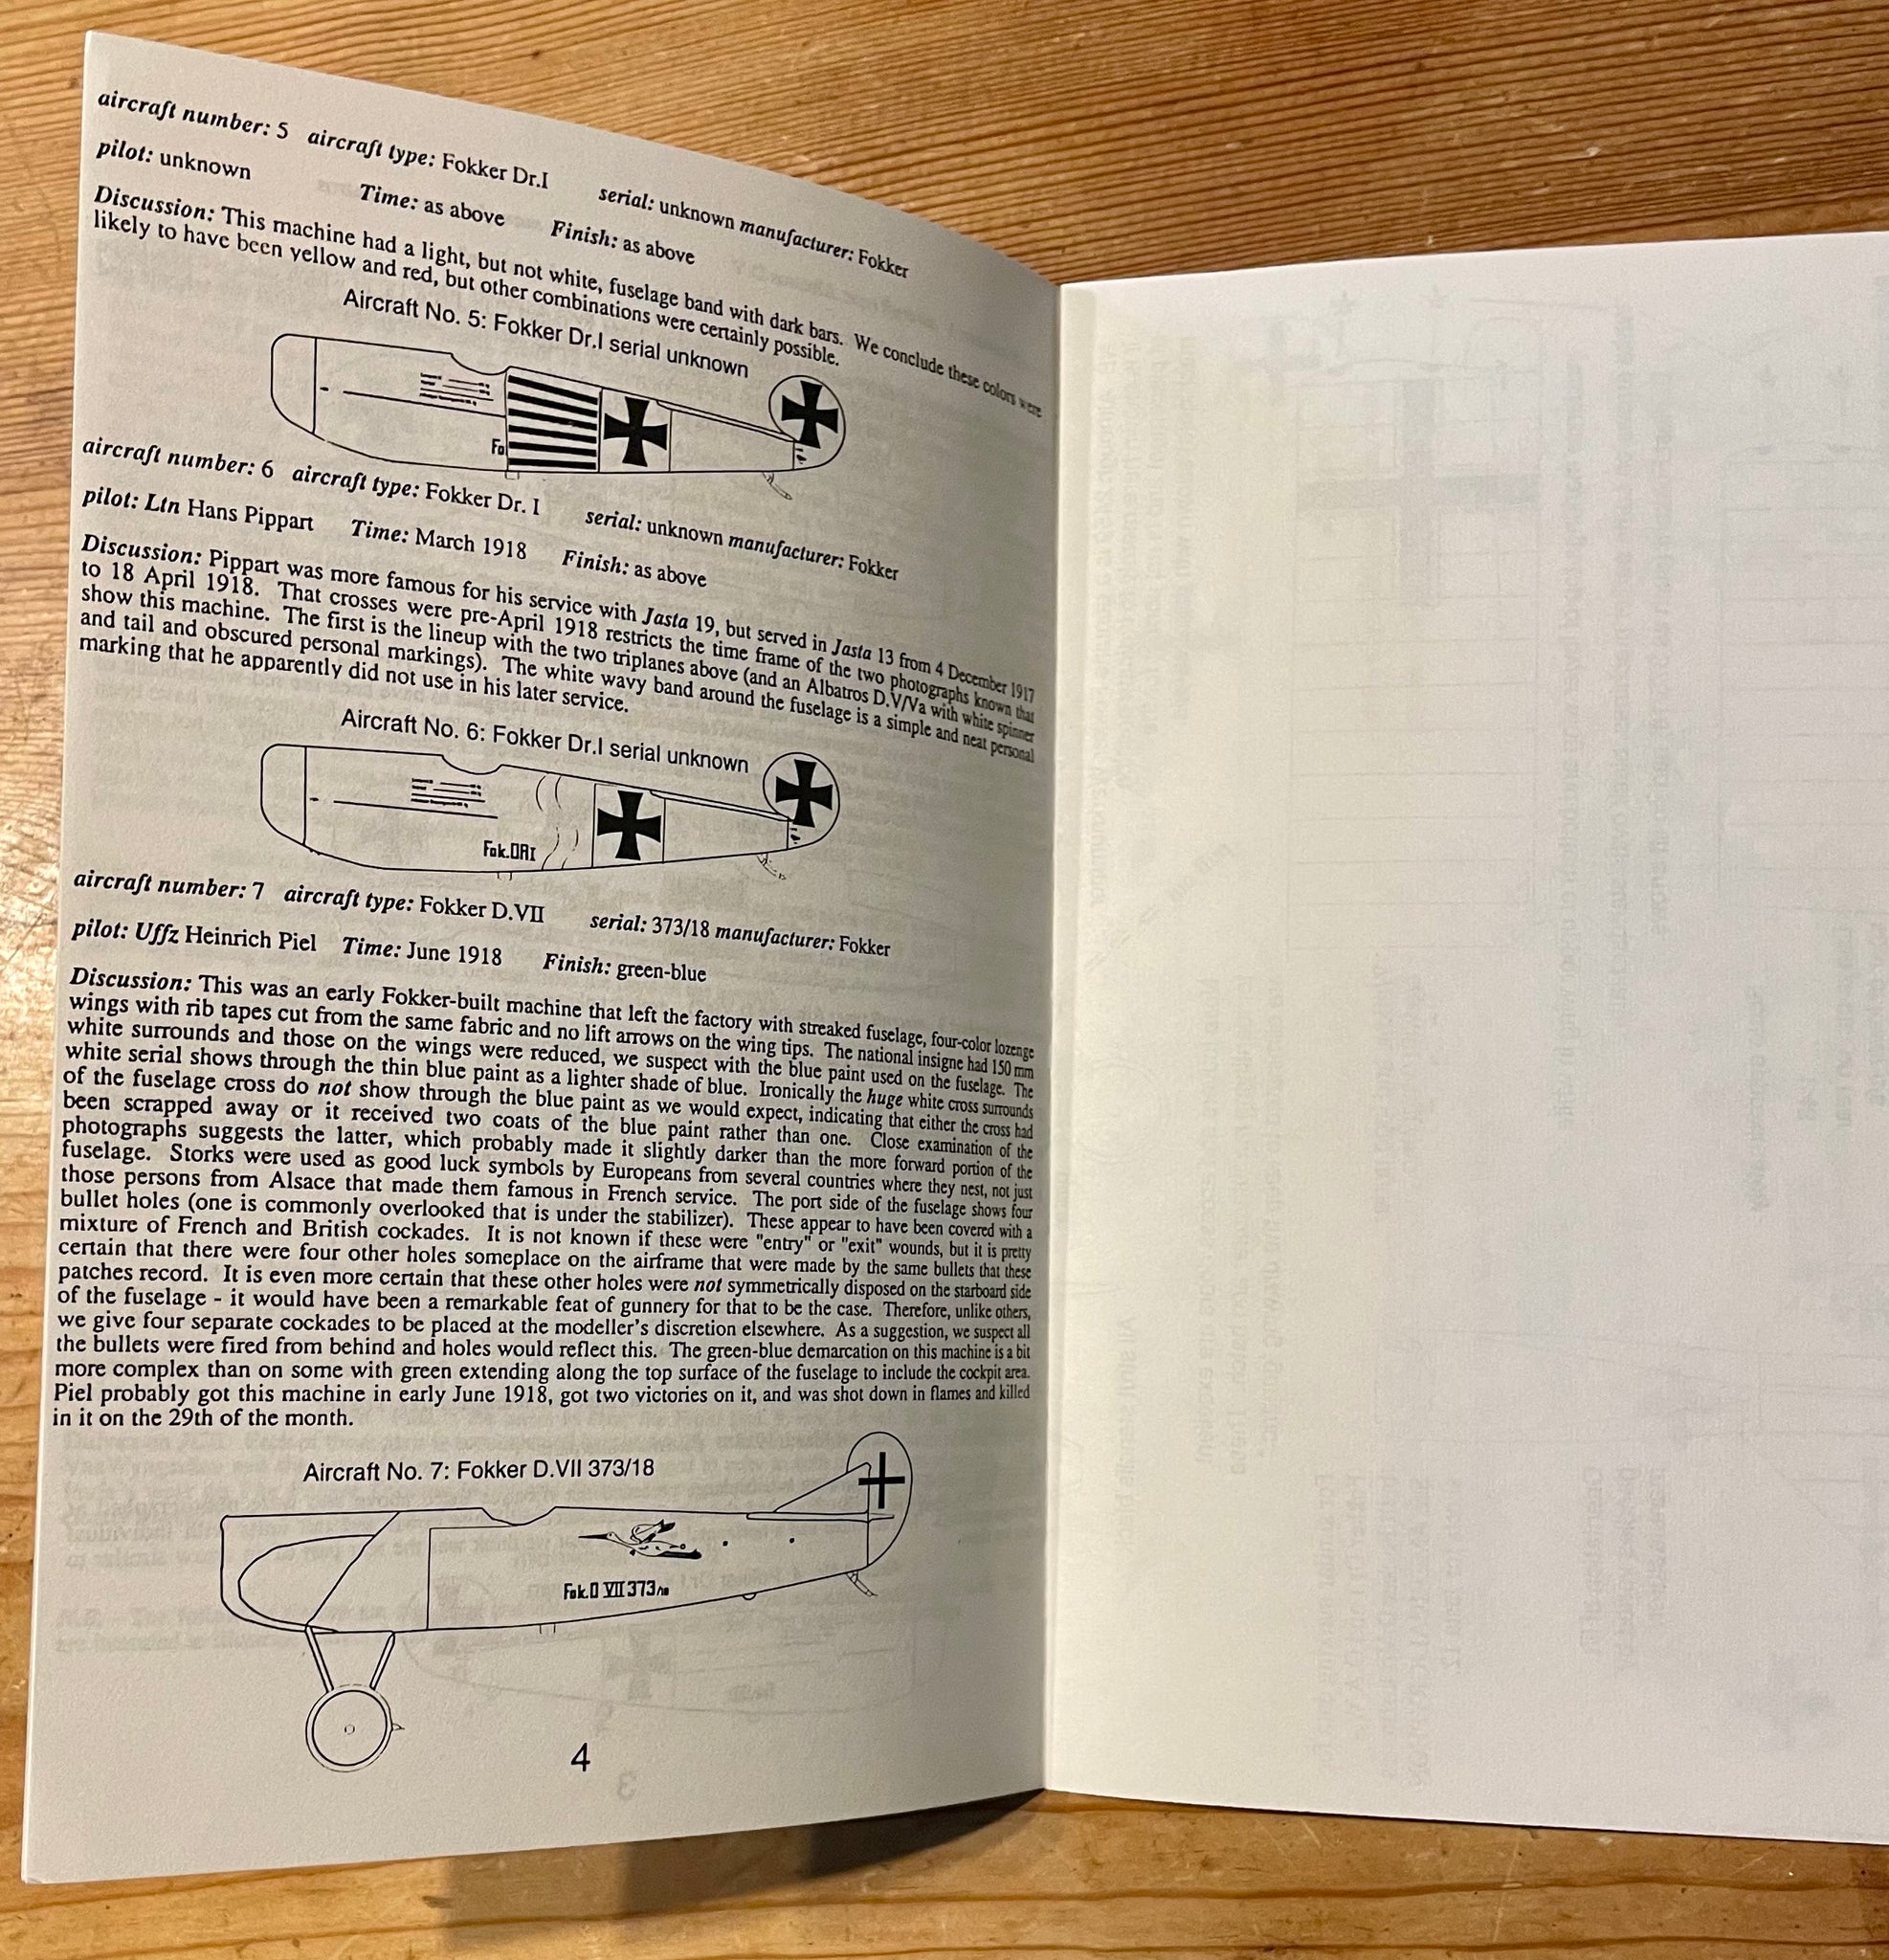 aircraft number: 5 aircraft type: Fokker Dr.I serial: unknown manufacturer: Fokker
pilot: unknown Time: as above Finish: as above
Discussion: This machine had a light, but not white, fuselage band with dark bars. We conclude these colors were
likely to have been yellow and red, but other combinations were certainly possible.
Aircraft No. 5: Fokker Dr.I serial unknown
Fo
aircraft number: 6 aircraft type: Fokker Dr. I serial: unknown manufacturer: Fokker
pilot: Ltn Hans Pippart Time: March 1918 Finish: as above
Discussion: Pippart was more famous for his service with Jasta 19, but served in Jasta 13 from 4 December 1917
to 18 April 1918. That crosses were pre-April 1918 restricts the time frame of the two photographs known that
show this machine. The first is the lineup with the two triplanes above (and an Albatros D.V/Va with white spinner
and tail and obscured personal markings). The white wavy band around the fuselage is a simple and neat personal
marking that he apparently did not use in his later service.
Aircraft No. 6: Fokker Dr.I serial unknown
Fok.DRI
aircraft number: 7 aircraft type: Fokker D.VII serial: 373/18 manufacturer: Fokker
pilot: Uffz Heinrich Piel Time: June 1918 Finish: green-blue
Discussion: This was an early Fokker-built machine that left the factory with streaked fuselage, four-color lozenge
wings with rib tapes cut from the same fabric and no lift arrows on the wing tips. The national insigne had 150 mm
white surrounds and those on the wings were reduced, we suspect with the blue paint used on the fuselage. The
white serial shows through the thin blue paint as a lighter shade of blue. Ironically the huge white cross surrounds
of the fuselage cross do not show through the blue paint as we would expect, indicating that either the cross had
been scrapped away or it received two coats of the blue paint rather than one. Close examination of the
photographs suggests the latter, which probably made it slightly darker than the more forward portion of the
fuselage. Storks were used as good luck symbols by Europeans from several countries where they nest, not just
those persons from Alsace that made them famous in French service. The port side of the fuselage shows four
bullet holes (one is commonly overlooked that is under the stabilizer). These appear to have been covered with a
mixture of French and British cockades. It is not known if these were "entry" or "exit" wounds, but it is pretty
certain that there were four other holes someplace on the airframe that were made by the same bullets that these
patches record. It is even more certain that these other holes were not symmetrically disposed on the starboard side
of the fuselage - it would have been a remarkable feat of gunnery for that to be the case. Therefore, unlike others,
we give four separate cockades to be placed at the modeller's discretion elsewhere. As a suggestion, we suspect all
the bullets were fired from behind and holes would reflect this. The green-blue demarcation on this machine is a bit
more complex than on some with green extending along the top surface of the fuselage to include the cockpit area.
Piel probably got this machine in early June 1918, got two victories on it, and was shot down in flames and killed
in it on the 29th of the month.
Aircraft No. 7: Fokker D.VII 373/18
Fok.D VII 373/18
4